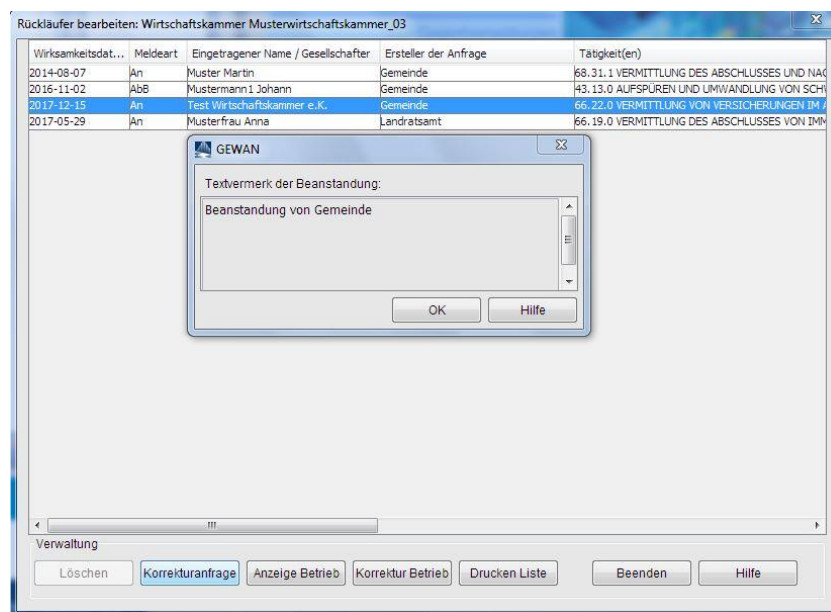 Rückläufer bearbeiten: Wirtschaftskammer Musterwirtschaftskammer_03
Wirksamkeitsdat... Meldeart Eingetragener Name / Gesellschafter Ersteller der Anfrage Tätigkeit(en)
2014-08-07 An Muster Martin Gemeinde 68.31.1 VERMITTLUNG DES ABSCHLUSSES UND NAC
2016-11-02 AbB Mustermann1 Johann Gemeinde 43.13.0 AUFSPÜREN UND UMWANDLUNG VON SCHW
2017-12-15 An Test Wirtschaftskammer e.K. Gemeinde 66.22.0 VERMITTLUNG VON VERSICHERUNGEN IM A
2017-05-29 An Musterfrau Anna Landratsamt 66.19.0 VERMITTLUNG DES ABSCHLUSSES VON IMM
GEWAN
Textvermerk der Beanstandung:
Beanstandung von Gemeinde
OK Hilfe
Verwaltung
Löschen Korrekturanfrage Anzeige Betrieb Korrektur Betrieb Drucken Liste Beenden Hilfe